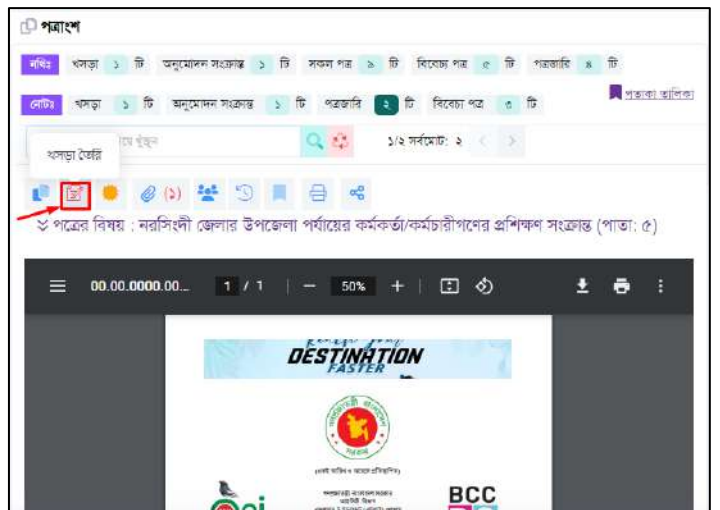 পত্রাংশ
নথিঃ খসড়া ১ টি অনুমোদন সংক্রান্ত ১ টি সকল পত্র ৯ টি বিবেচ্য পত্র ৫ টি পত্রজারি ৪ টি
নোটঃ খসড়া ১ টি অনুমোদন সংক্রান্ত ১ টি পত্রজারি ২ টি বিবেচ্য পত্র ৩ টি
পতাকা তালিকা
খুঁজুন ১/২ সর্বমোট: ২
খসড়া তৈরি
(১)
পত্রের বিষয় : নরসিংদী জেলার উপজেলা পর্যায়ের কর্মকর্তা/কর্মচারীগণের প্রশিক্ষণ সংক্রান্ত (পাতা: ৫)
00.00.0000.00... 1 / 1 50%
DESTINATION
FASTER
BCC